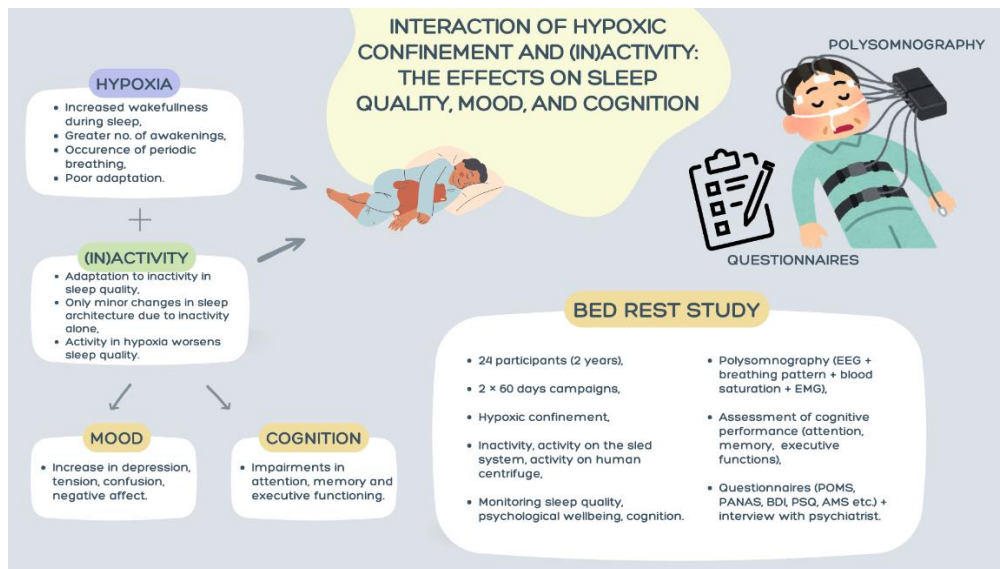 INTERACTION OF HYPOXIC
CONFINEMENT AND (IN)ACTIVITY:
THE EFFECTS ON SLEEP
QUALITY, MOOD, AND COGNITION
POLYSOMNOGRAPHY
QUESTIONNAIRES
HYPOXIA
• Increased wakefullness
during sleep,
• Greater no. of awakenings,
• Occurence of periodic
breathing,
• Poor adaptation.
+
(IN)ACTIVITY
• Adaptation to inactivity in
sleep quality,
• Only minor changes in sleep
architecture due to inactivity
alone,
• Activity in hypoxia worsens
sleep quality.
MOOD
• Increase in depression,
tension, confusion,
negative affect.
COGNITION
• Impairments in
attention, memory and
executive functioning.
BED REST STUDY
• 24 participants (2 years),
• 2 × 60 days campaigns,
• Hypoxic confinement,
• Inactivity, activity on the sled
system, activity on human
centrifuge,
• Monitoring sleep quality,
psychological wellbeing, cognition.
• Polysomnography (EEG +
breathing pattern + blood
saturation + EMG),
• Assessment of cognitive
performance (attention,
memory, executive
functions),
• Questionnaires (POMS,
PANAS, BDI, PSQ, AMS etc.) +
interview with psychiatrist.